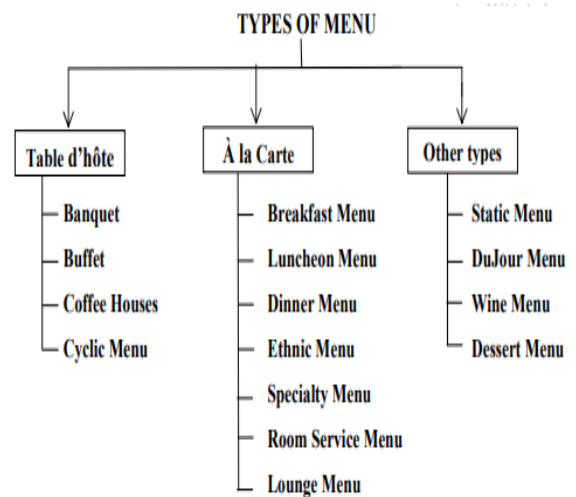 TYPES OF MENU
Table d'hôte
Banquet
Buffet
Coffee Houses
Cyclic Menu
À la Carte
Breakfast Menu
Luncheon Menu
Dinner Menu
Ethnic Menu
Specialty Menu
Room Service Menu
Lounge Menu
Other types
Static Menu
DuJour Menu
Wine Menu
Dessert Menu